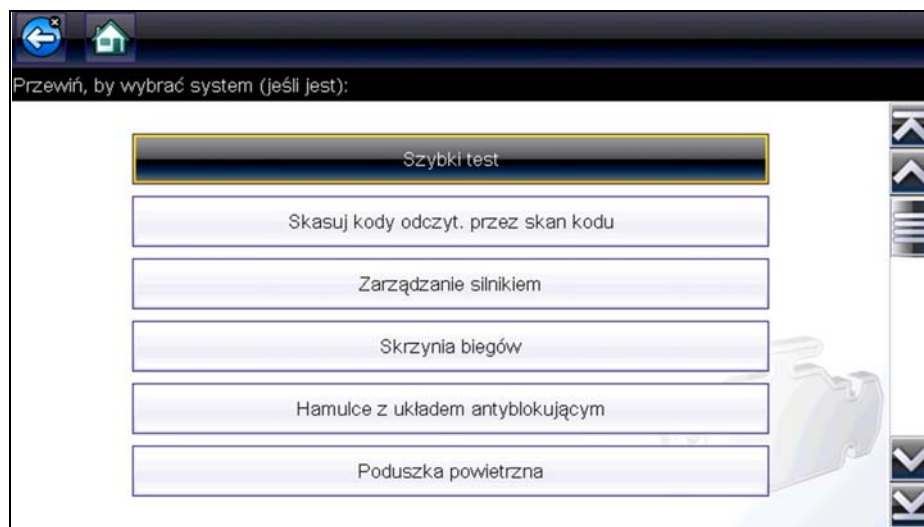 Przewiń, by wybrać system (jeśli jest):
Szybki test
Skasuj kody odczyt. przez skan kodu
Zarządzanie silnikiem
Skrzynia biegów
Hamulce z układem antyblokującym
Poduszka powietrzna